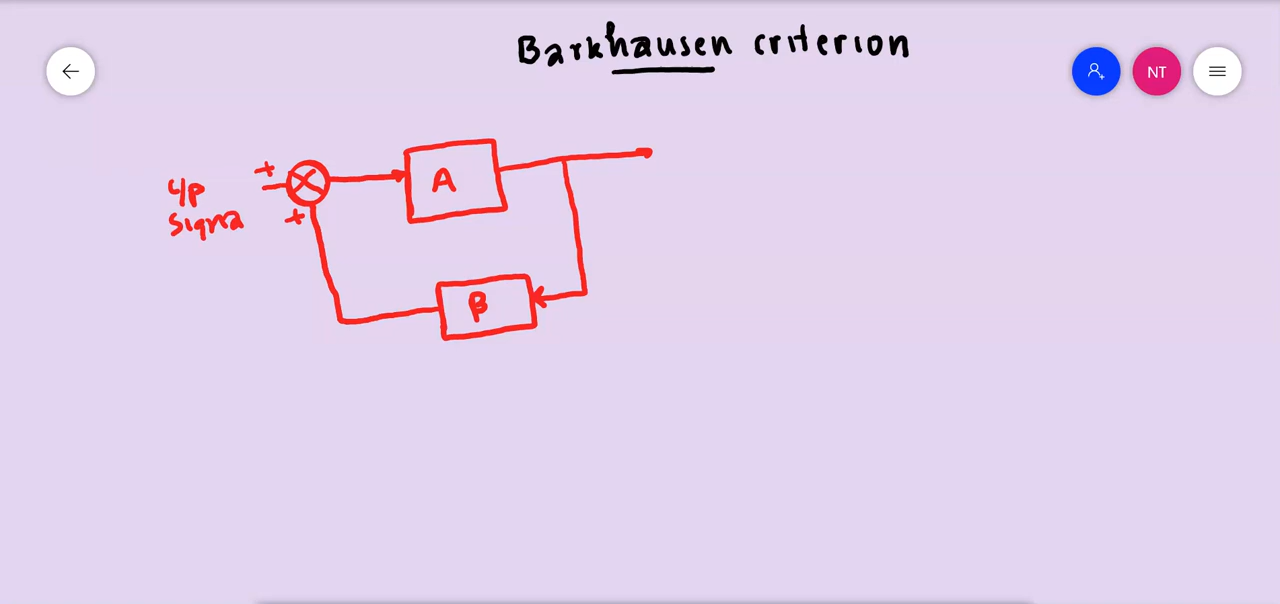 Barkhausen criterion
NT
+
A
i/p
signa
+
β